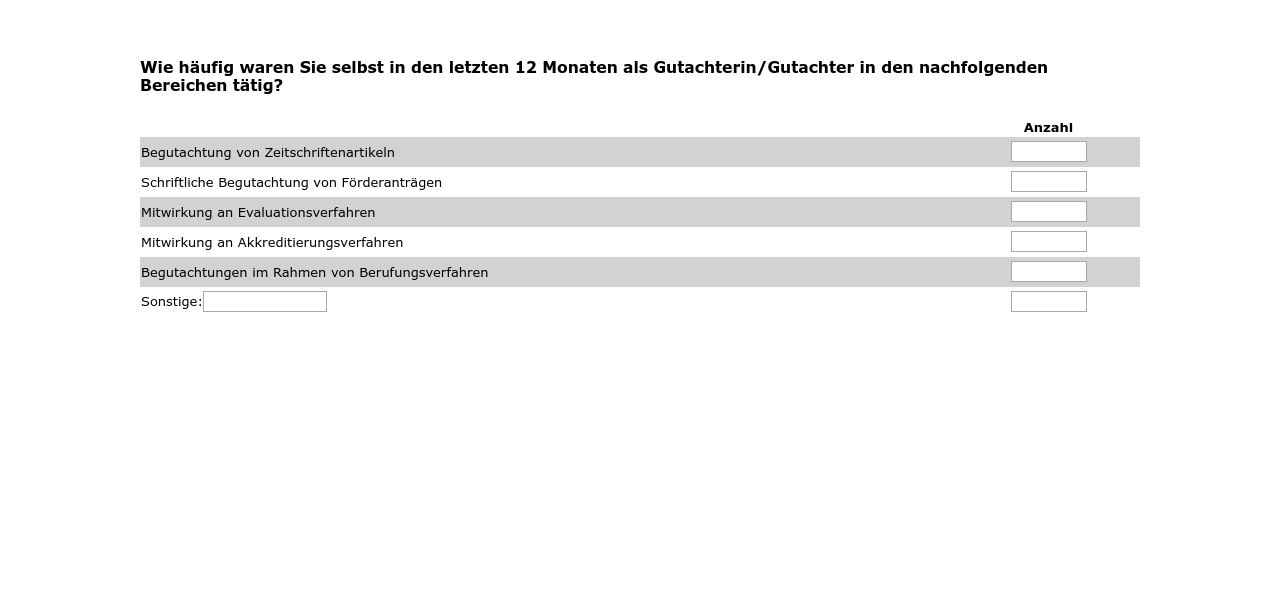 Wie häufig waren Sie selbst in den letzten 12 Monaten als Gutachterin/Gutachter in den nachfolgenden
Bereichen tätig?
Anzahl
Begutachtung von Zeitschriftenartikeln
Schriftliche Begutachtung von Förderanträgen
Mitwirkung an Evaluationsverfahren
Mitwirkung an Akkreditierungsverfahren
Begutachtungen im Rahmen von Berufungsverfahren
Sonstige: